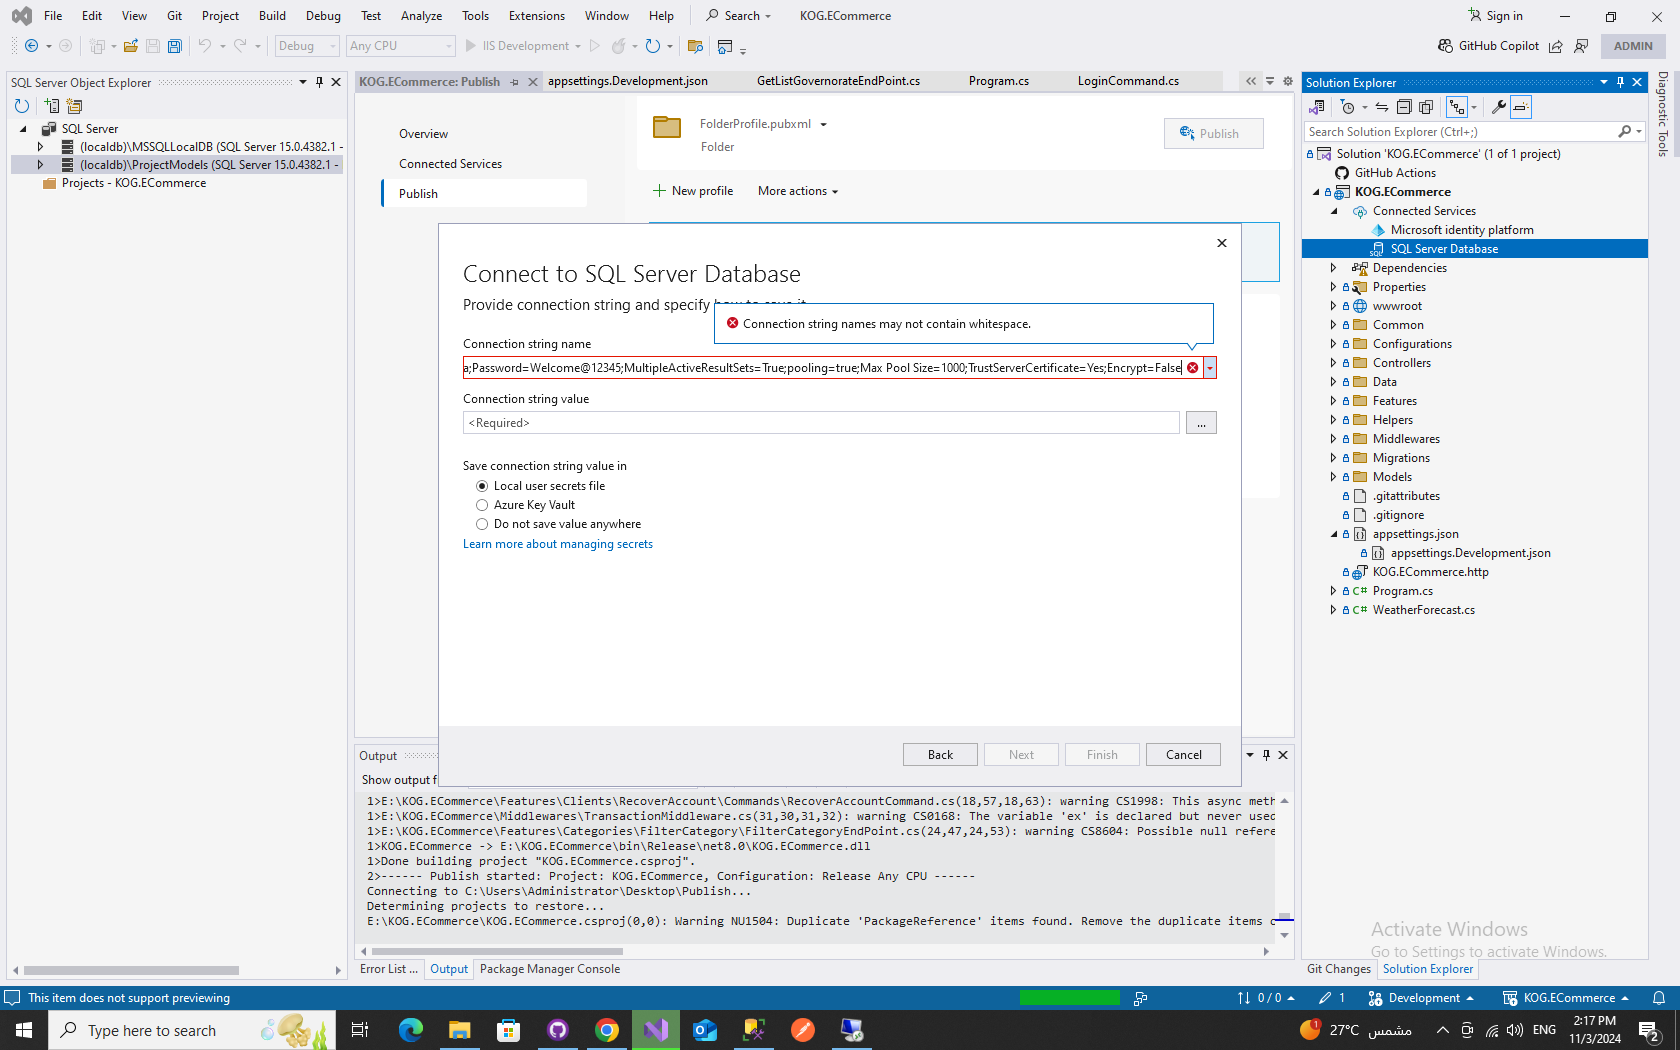 File Edit View Git Project Build Debug Test Analyze Tools Extensions Window Help Search KOG.ECommerce Sign in
Debug Any CPU IIS Development GitHub Copilot ADMIN
SQL Server Object Explorer
SQL Server
(localdb)\MSSQLLocalDB (SQL Server 15.0.4382.1 -
(localdb)\ProjectModels (SQL Server 15.0.4382.1 -
Projects - KOG.ECommerce
KOG.ECommerce: Publish appsettings.Development.json GetListGovernorateEndPoint.cs Program.cs LoginCommand.cs
Overview
Connected Services
Publish
FolderProfile.pubxml
Folder
Publish
New profile More actions
Connect to SQL Server Database
Provide connection string and specify
Connection string names may not contain whitespace.
Connection string name
a;Password=Welcome@12345;MultipleActiveResultSets=True;pooling=true;Max Pool Size=1000;TrustServerCertificate=Yes;Encrypt=False
Connection string value
<Required>
...
Save connection string value in
Local user secrets file
Azure Key Vault
Do not save value anywhere
Learn more about managing secrets
Back Next Finish Cancel
Output
Show output f
1>E:\KOG.ECommerce\Features\Clients\RecoverAccount\Commands\RecoverAccountCommand.cs(18,57,18,63): warning CS1998: This async meth
1>E:\KOG.ECommerce\Middlewares\TransactionMiddleware.cs(31,30,31,32): warning CS0168: The variable 'ex' is declared but never used
1>E:\KOG.ECommerce\Features\Categories\FilterCategory\FilterCategoryEndPoint.cs(24,47,24,53): warning CS8604: Possible null refere
1>KOG.ECommerce -> E:\KOG.ECommerce\bin\Release\net8.0\KOG.ECommerce.dll
1>Done building project "KOG.ECommerce.csproj".
2>------ Publish started: Project: KOG.ECommerce, Configuration: Release Any CPU ------
Connecting to C:\Users\Administrator\Desktop\Publish...
Determining projects to restore...
E:\KOG.ECommerce\KOG.ECommerce.csproj(0,0): Warning NU1504: Duplicate 'PackageReference' items found. Remove the duplicate items c
Error List ... Output Package Manager Console
Solution Explorer
Search Solution Explorer (Ctrl+;)
Solution 'KOG.ECommerce' (1 of 1 project)
GitHub Actions
KOG.ECommerce
Connected Services
Microsoft identity platform
SQL Server Database
Dependencies
Properties
wwwroot
Common
Configurations
Controllers
Data
Features
Helpers
Middlewares
Migrations
Models
.gitattributes
.gitignore
appsettings.json
appsettings.Development.json
KOG.ECommerce.http
C# Program.cs
C# WeatherForecast.cs
Activate Windows
Go to Settings to activate Windows.
Git Changes Solution Explorer
Diagnostic Tools
This item does not support previewing
0 / 0 1 Development KOG.ECommerce
Type here to search
1 27°C مشمس ENG
2:17 PM
11/3/2024
2